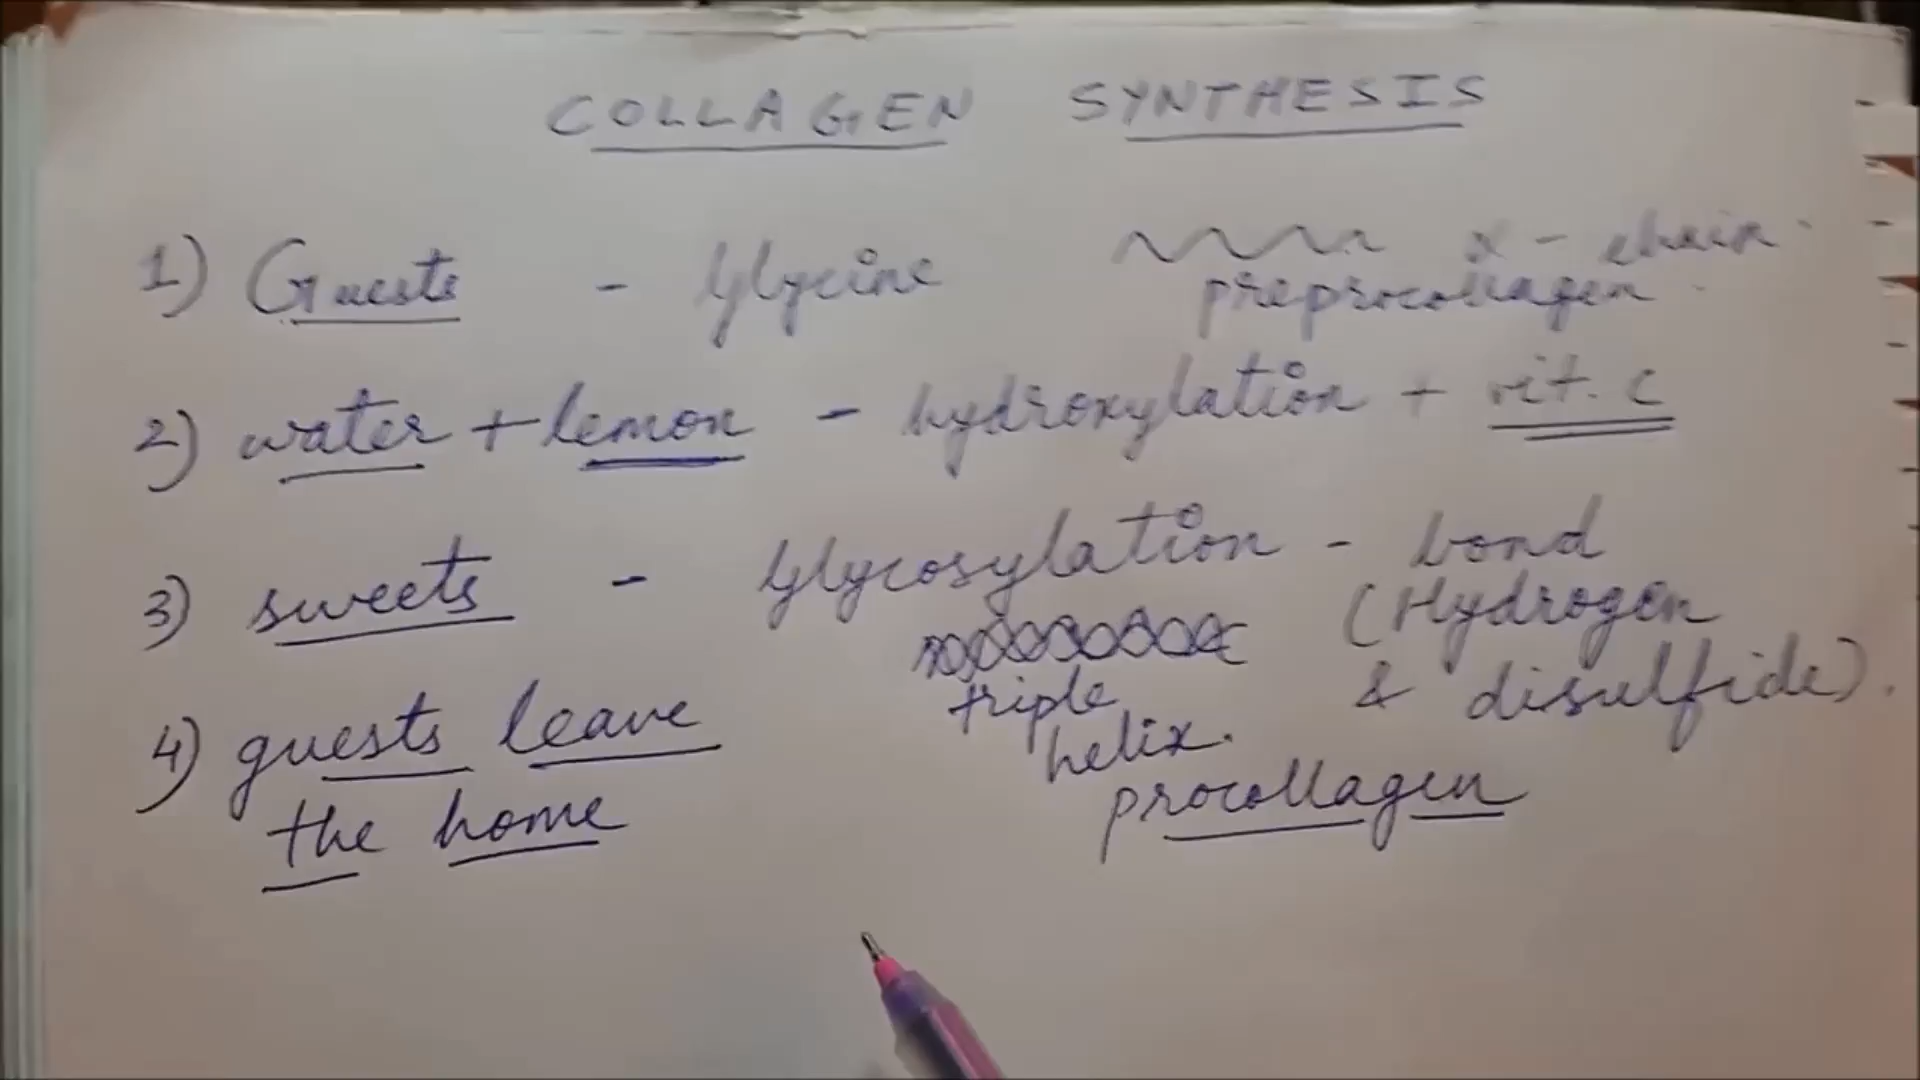 COLLAGEN SYNTHESIS
1) Guests - Glycine α - chain.
preprocollagen.
2) water + lemon - hydroxylation + vit. C
3) sweets - Glycosylation - bond
(Hydrogen
& disulfide).
triple
helix.
procollagen
4) guests leave
the home